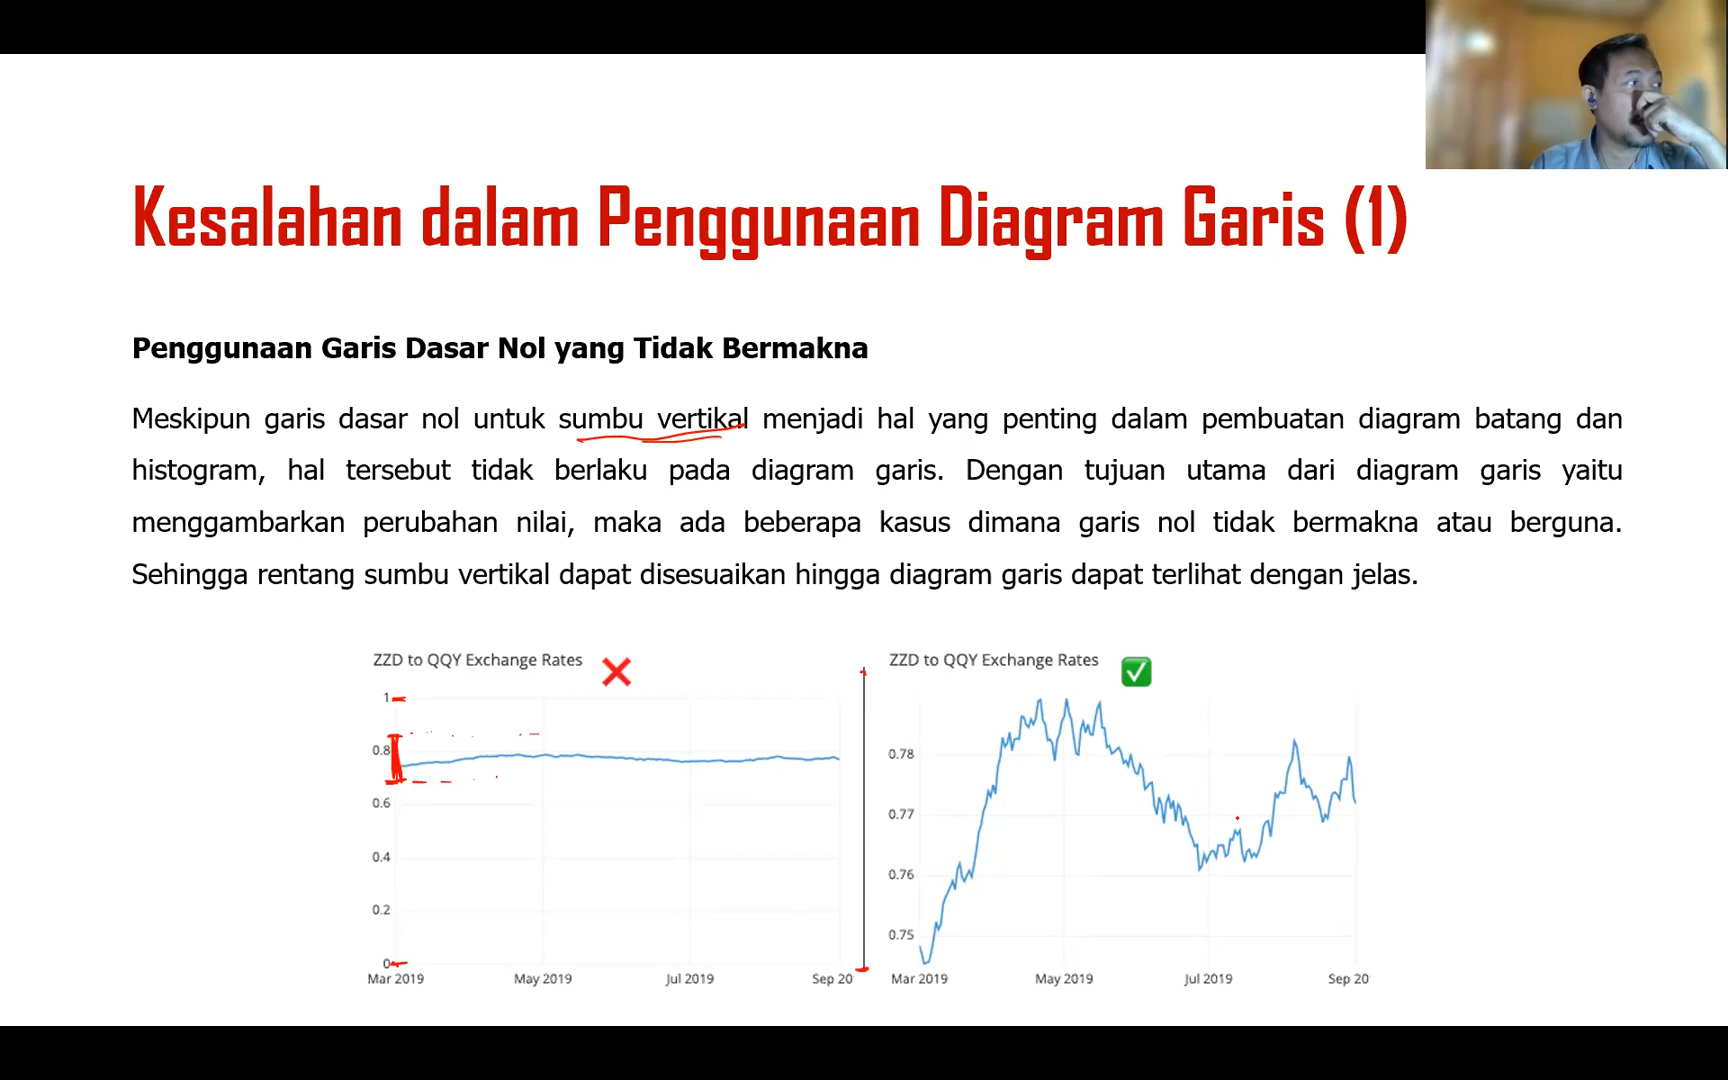 Kesalahan dalam Penggunaan Diagram Garis (1)
Penggunaan Garis Dasar Nol yang Tidak Bermakna
Meskipun garis dasar nol untuk sumbu vertikal menjadi hal yang penting dalam pembuatan diagram batang dan
histogram, hal tersebut tidak berlaku pada diagram garis. Dengan tujuan utama dari diagram garis yaitu
menggambarkan perubahan nilai, maka ada beberapa kasus dimana garis nol tidak bermakna atau berguna.
Sehingga rentang sumbu vertikal dapat disesuaikan hingga diagram garis dapat terlihat dengan jelas.
ZZD to QQY Exchange Rates
1
0.8
0.6
0.4
0.2
0
Mar 2019 May 2019 Jul 2019 Sep 20
ZZD to QQY Exchange Rates
0.78
0.77
0.76
0.75
Mar 2019 May 2019 Jul 2019 Sep 20